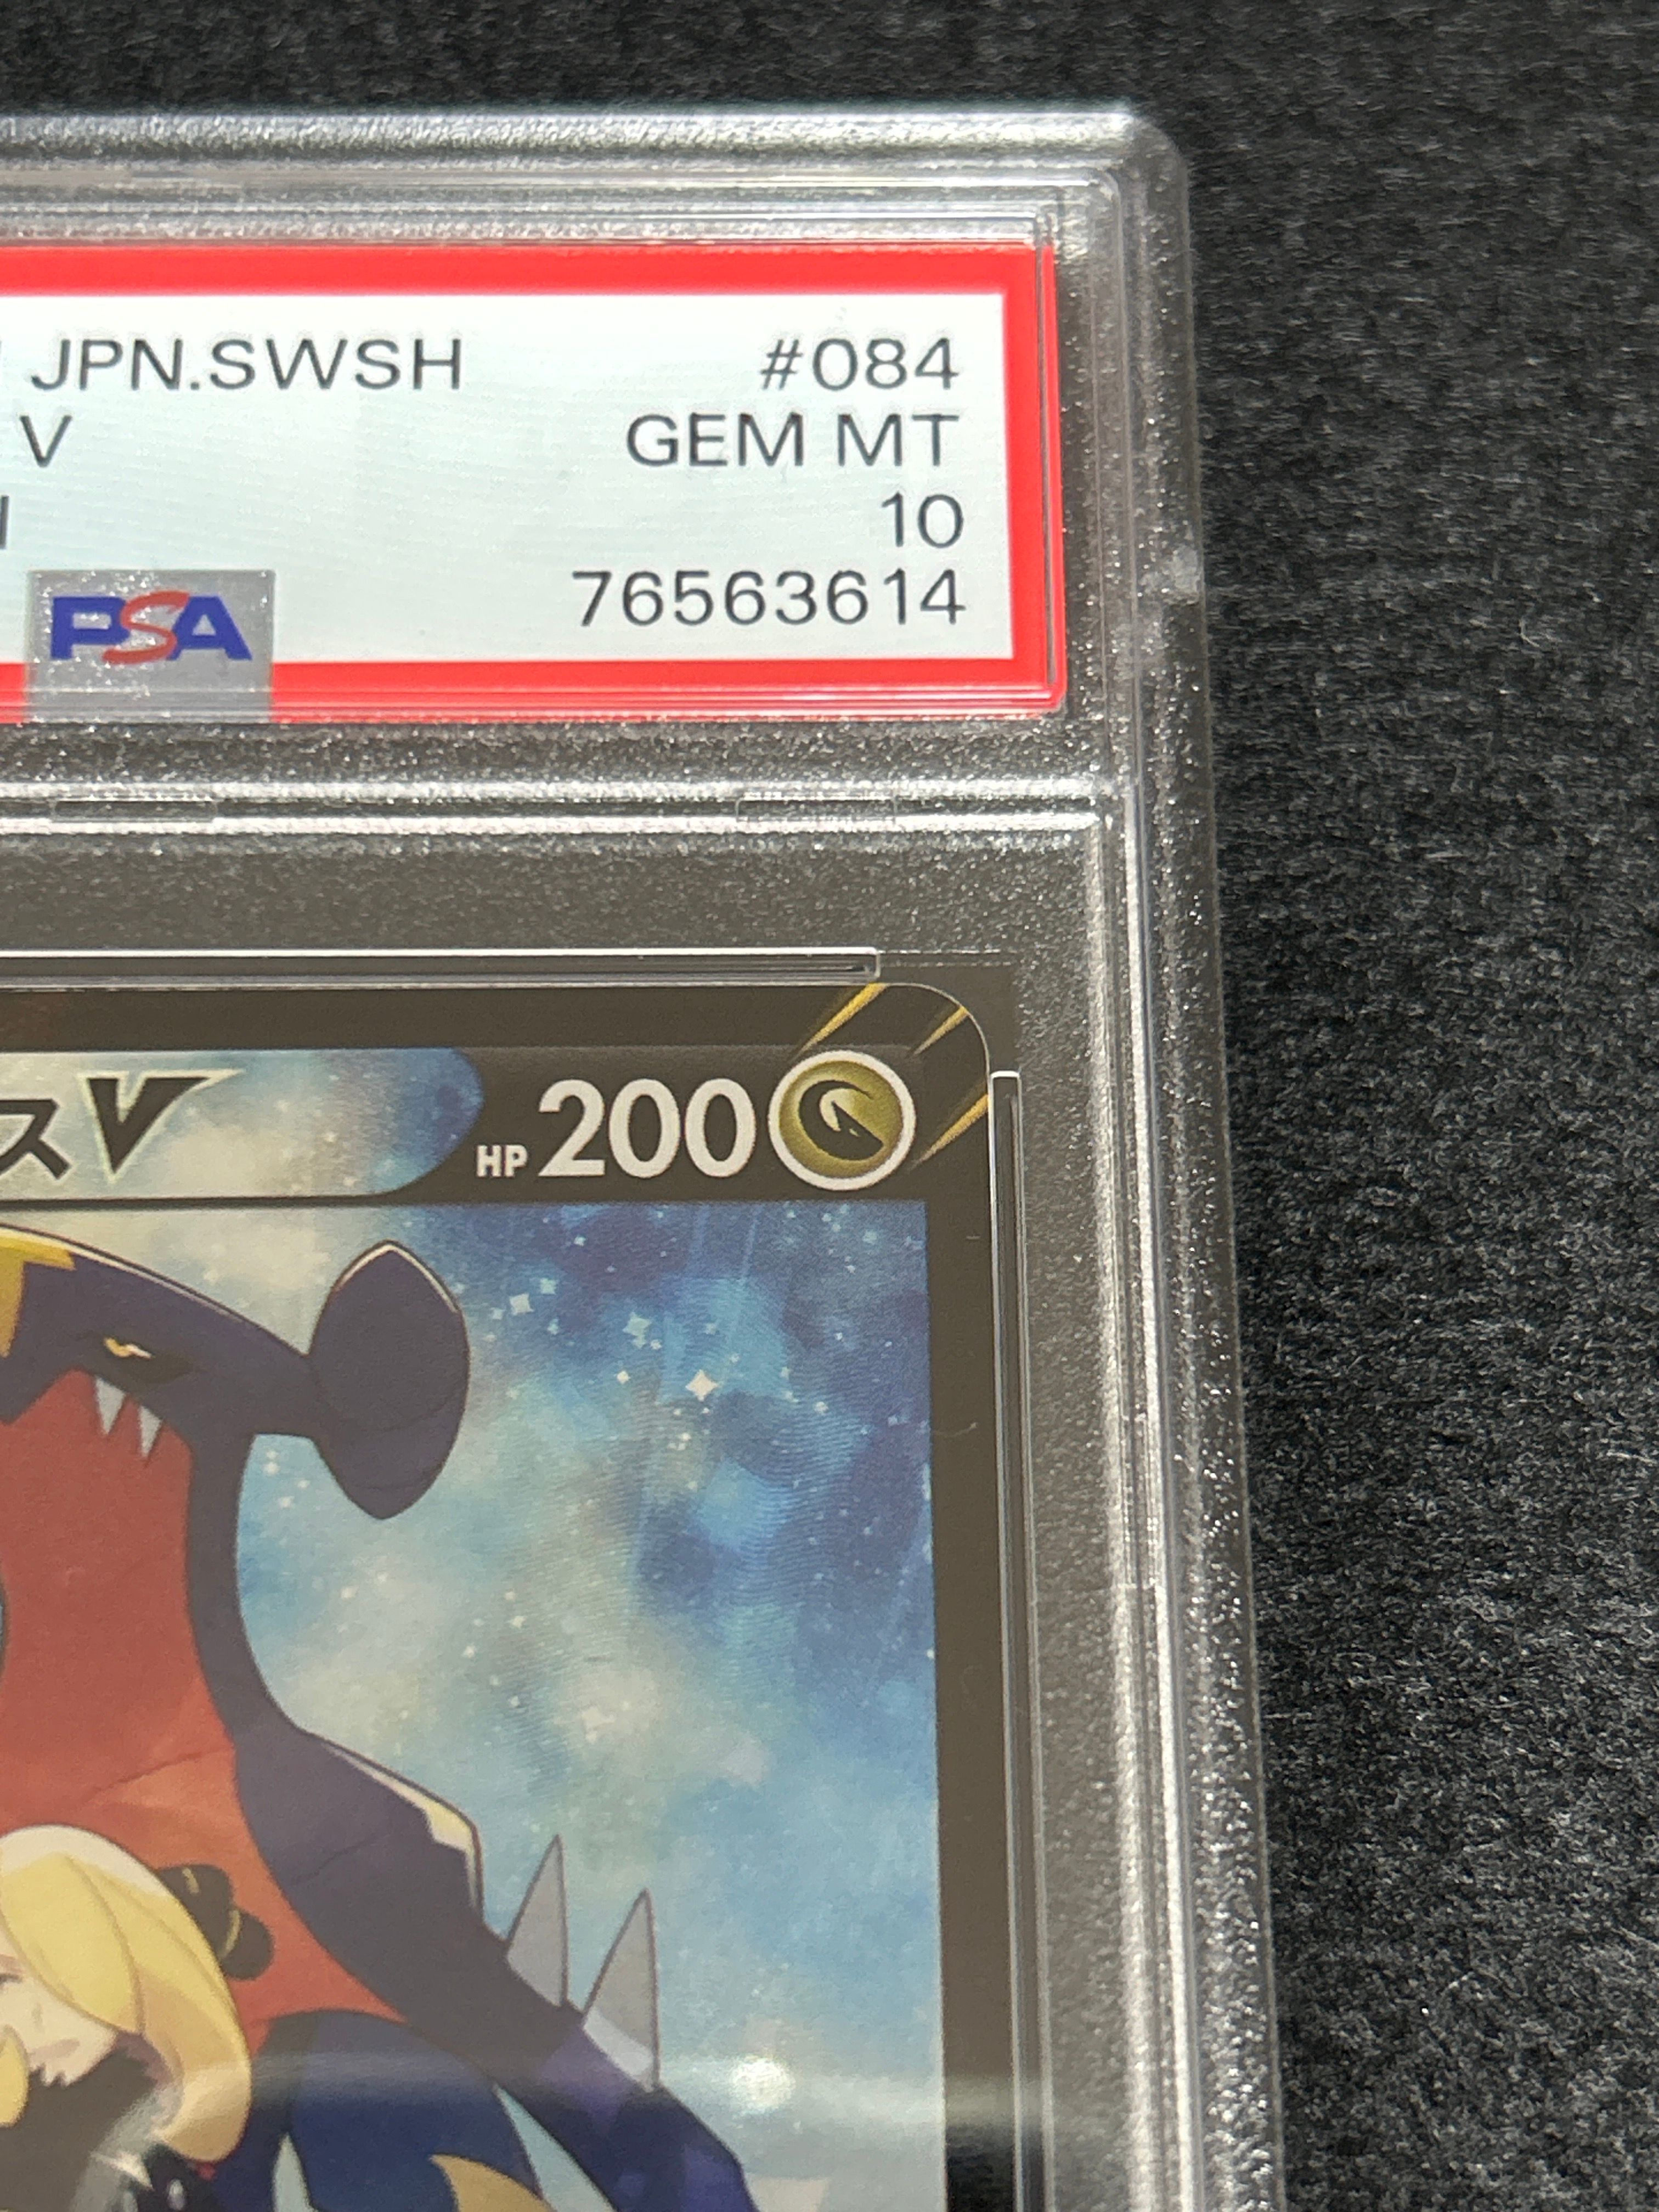 JPN.SWSH #084
V GEM MT
10
PSA 76563614
スV HP 200